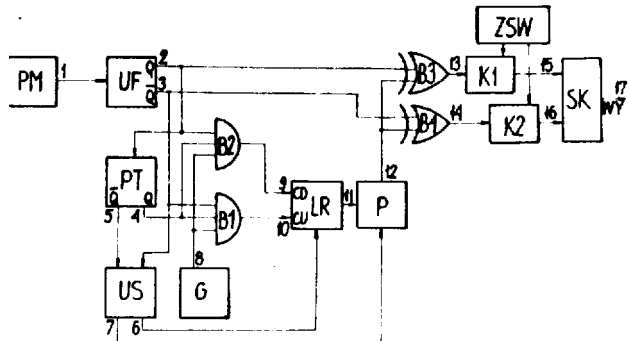 ZSW
PM 1 UF Q 2 Q̅ 3 B3 13 K1 15 SK 17 WY
B4 14 K2 16
B2 12
PT Q̅ Q 9 CD LR 11 P
5 4 B1 10 CU
8
US G
7 6